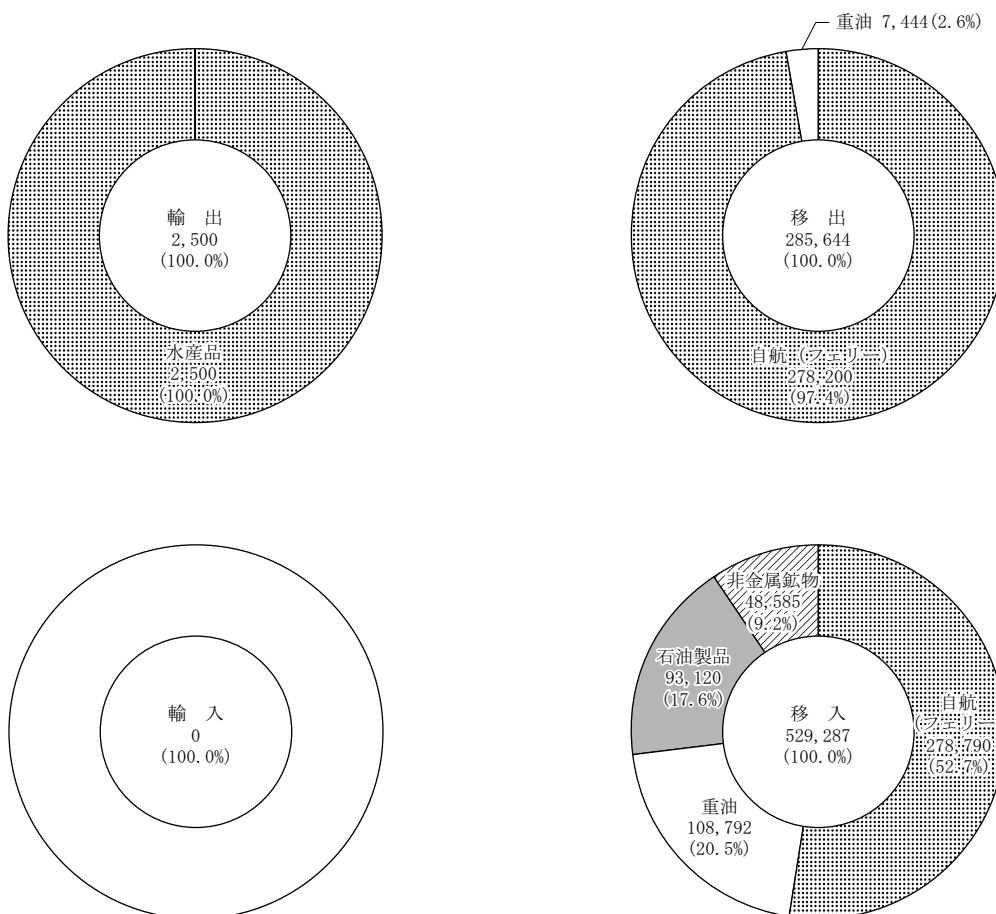 重油 7,444(2.6%)
輸 出
2,500
(100.0%)
水産品
2,500
(100.0%)
移 出
285,644
(100.0%)
自航 (フェリー)
278,200
(97.4%)
輸 入
0
(100.0%)
非金属鉱物
48,585
(9.2%)
石油製品
93,120
(17.6%)
移 入
529,287
(100.0%)
自航
(フェリー
278,790
(52.7%)
重油
108,792
(20.5%)